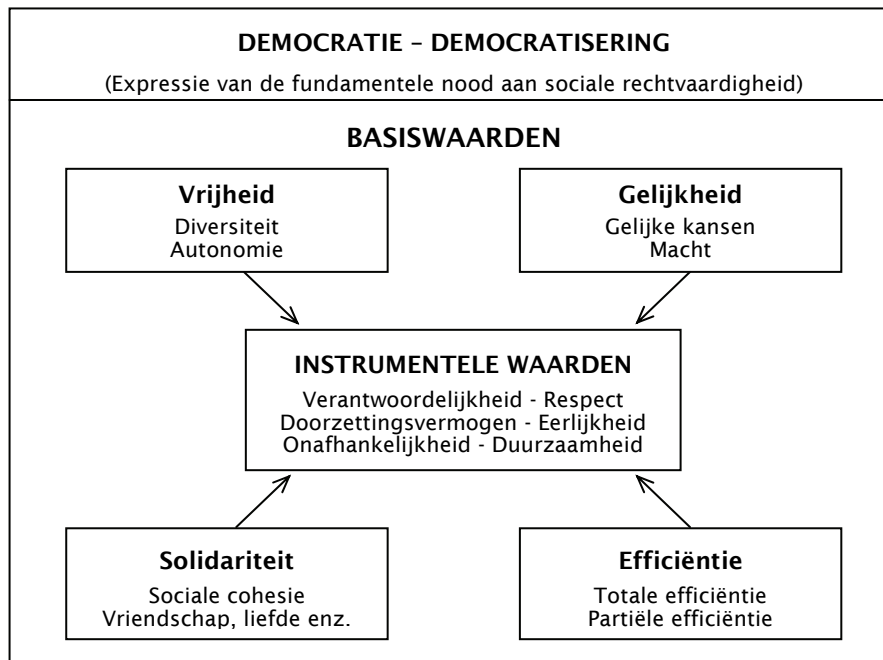 DEMOCRATIE – DEMOCRATISERING
(Expressie van de fundamentele nood aan sociale rechtvaardigheid)
BASISWAARDEN
Vrijheid
Diversiteit
Autonomie
Gelijkheid
Gelijke kansen
Macht
INSTRUMENTELE WAARDEN
Verantwoordelijkheid - Respect
Doorzettingsvermogen - Eerlijkheid
Onafhankelijkheid - Duurzaamheid
Solidariteit
Sociale cohesie
Vriendschap, liefde enz.
Efficiëntie
Totale efficiëntie
Partiële efficiëntie